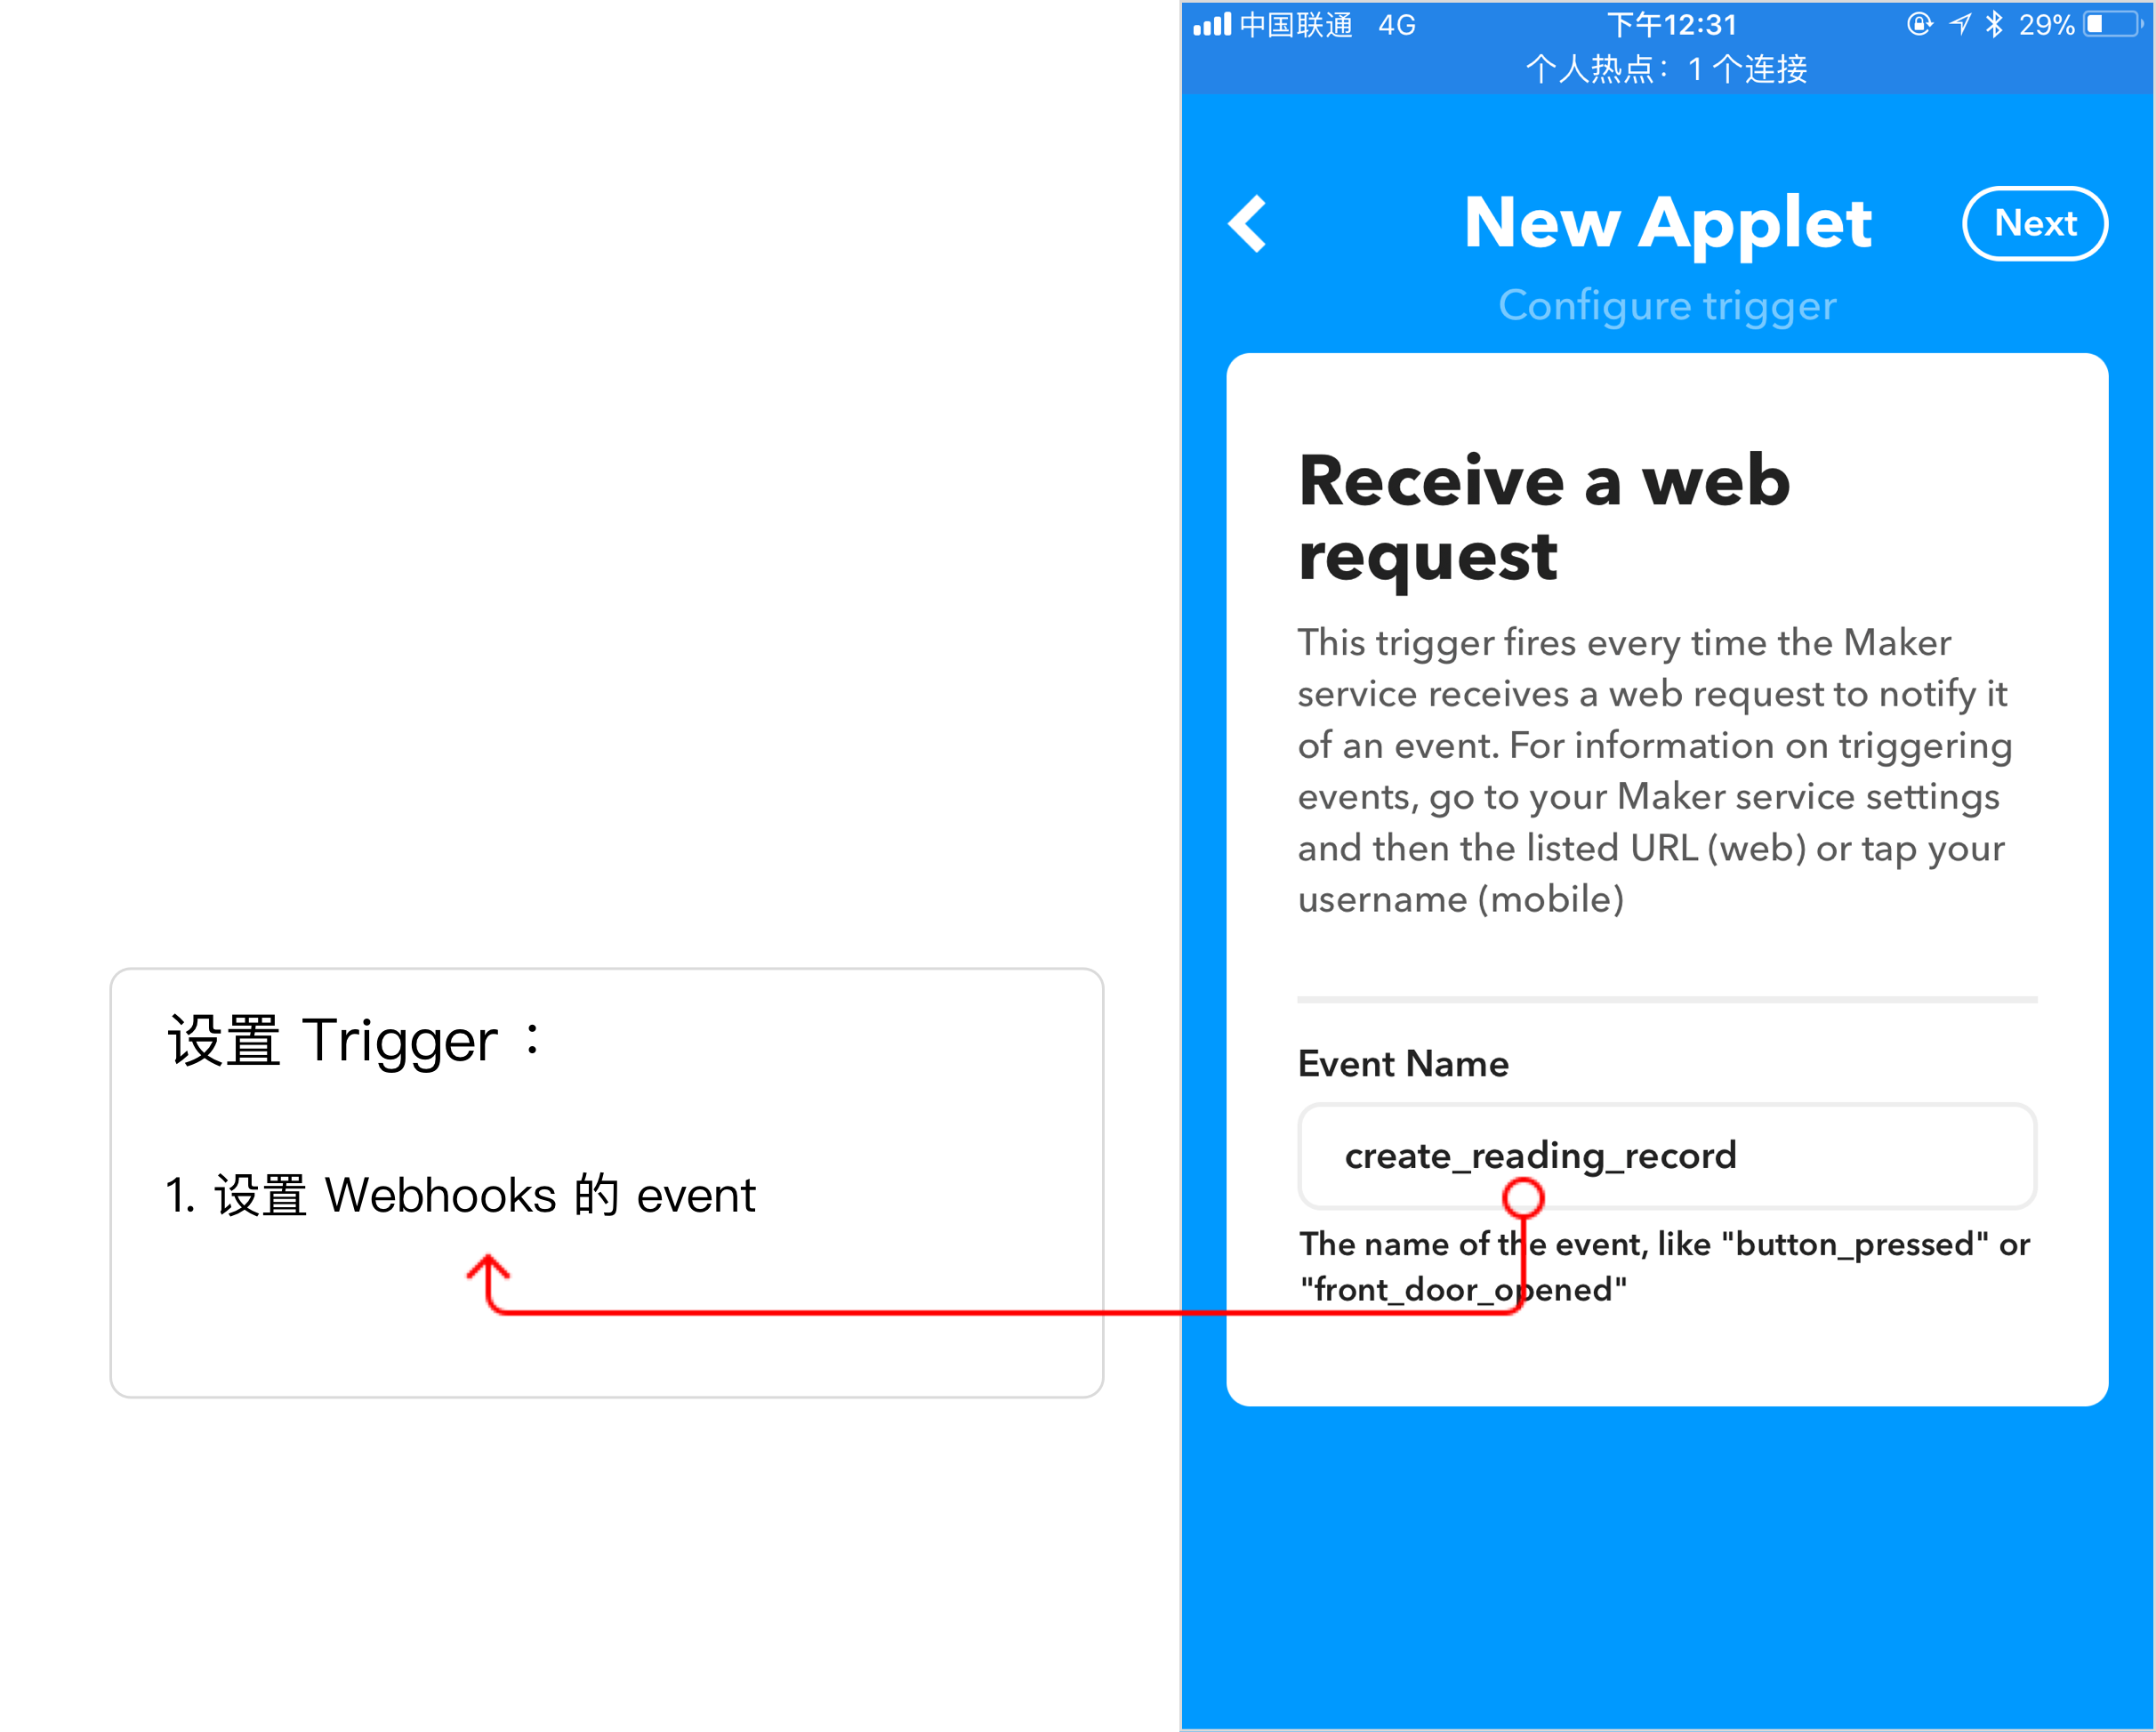 中国联通 4G 下午12:31 29%
个人热点：1 个连接
New Applet Next
Configure trigger
Receive a web
request
This trigger fires every time the Maker
service receives a web request to notify it
of an event. For information on triggering
events, go to your Maker service settings
and then the listed URL (web) or tap your
username (mobile)
设置 Trigger：
Event Name
1. 设置 Webhooks 的 event
create_reading_record
The name of the event, like "button_pressed" or
"front_door_opened"